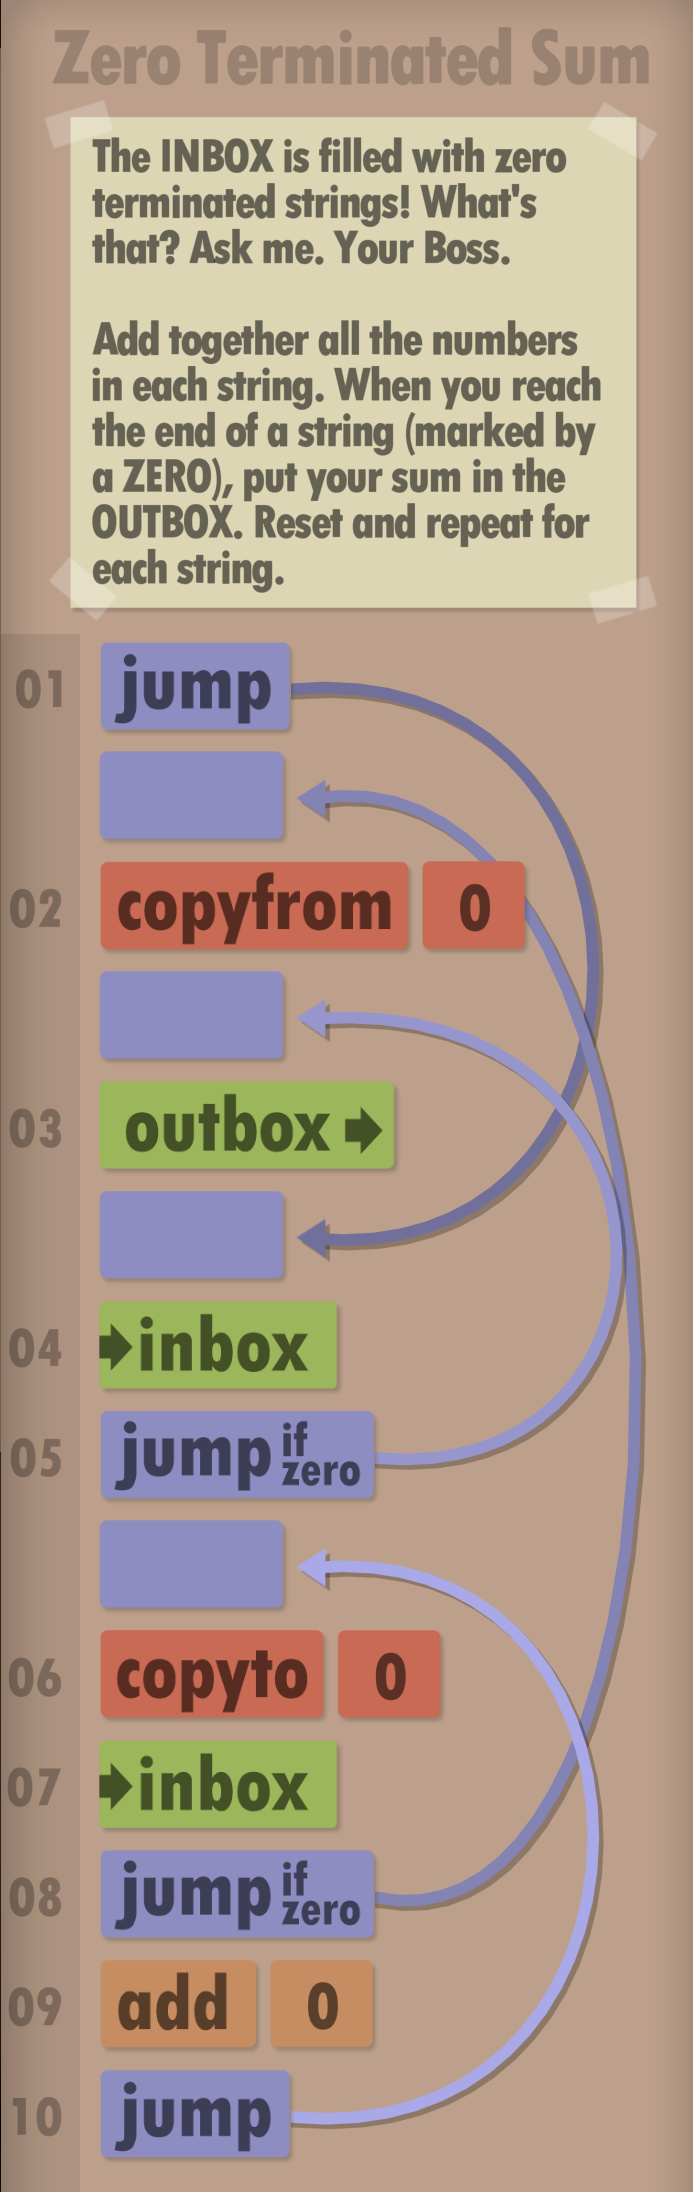 Zero Terminated Sum
The INBOX is filled with zero
terminated strings! What's
that? Ask me. Your Boss.
Add together all the numbers
in each string. When you reach
the end of a string (marked by
a ZERO), put your sum in the
OUTBOX. Reset and repeat for
each string.
01 jump
02 copyfrom 0
03 outbox
04 inbox
05 jump if zero
06 copyto 0
07 inbox
08 jump if zero
09 add 0
10 jump